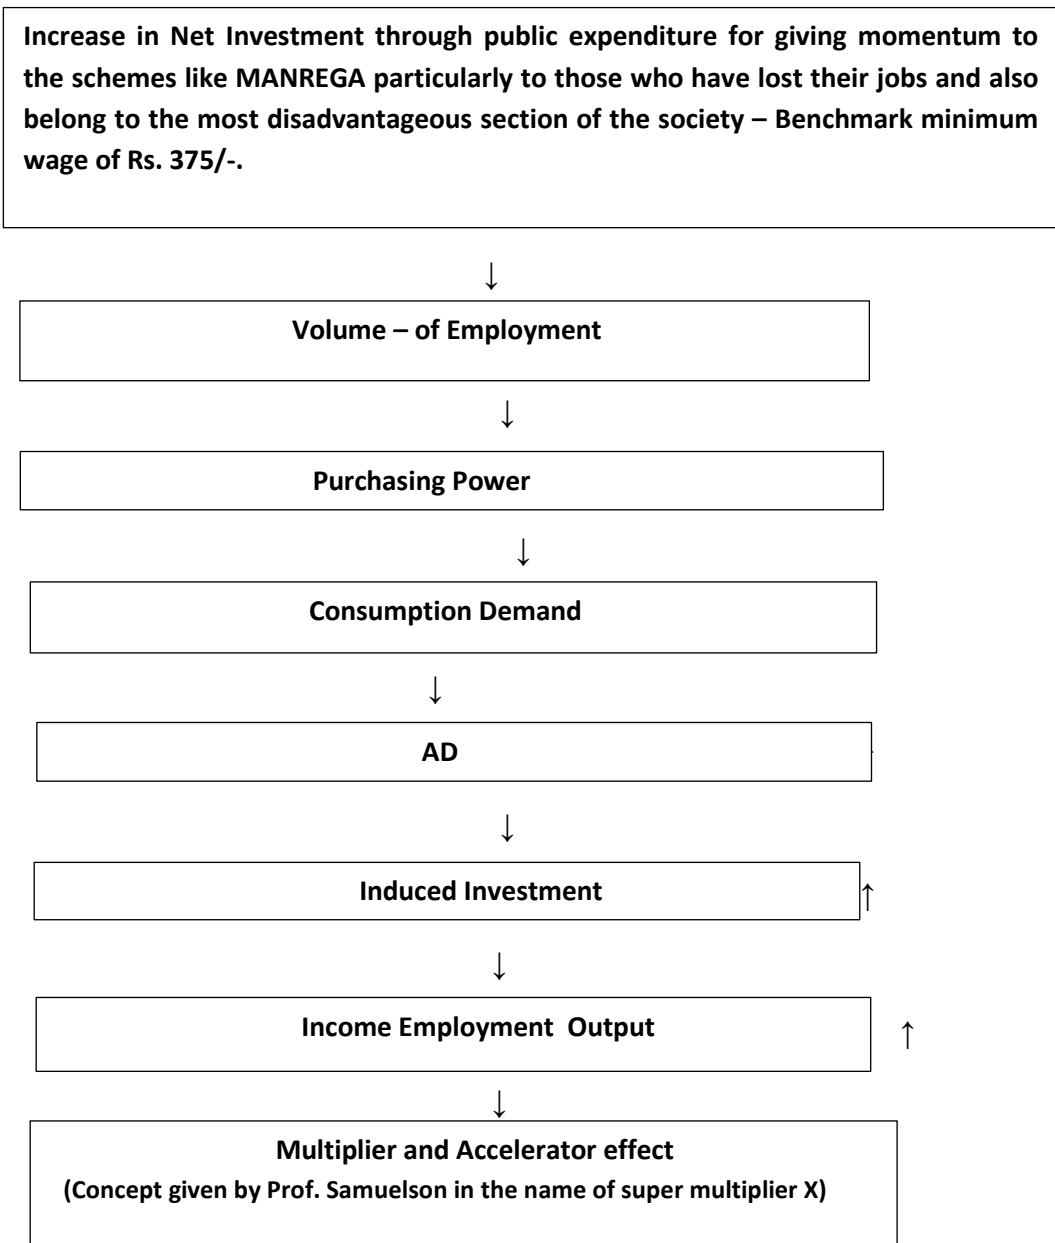 Increase in Net Investment through public expenditure for giving momentum to
the schemes like MANREGA particularly to those who have lost their jobs and also
belong to the most disadvantageous section of the society – Benchmark minimum
wage of Rs. 375/-.
↓
Volume – of Employment
↓
Purchasing Power
↓
Consumption Demand
↓
AD
↓
Induced Investment ↑
↓
Income Employment Output ↑
↓
Multiplier and Accelerator effect
(Concept given by Prof. Samuelson in the name of super multiplier X)